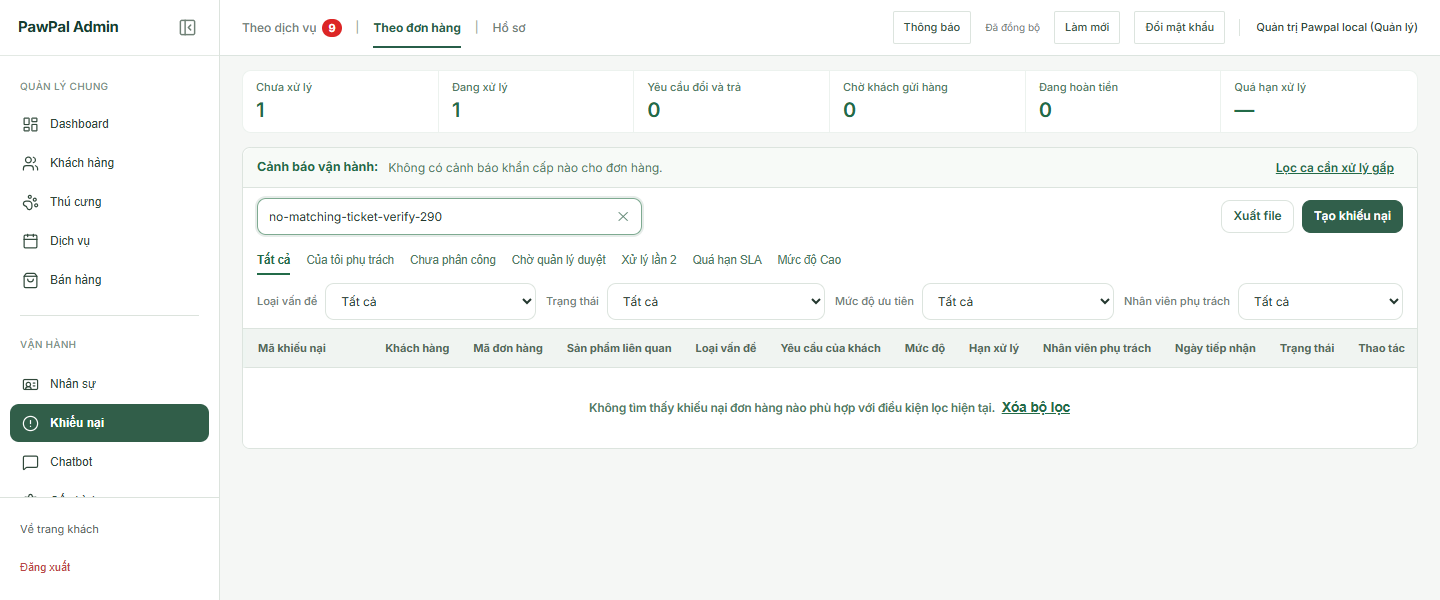 PawPal Admin
Theo dịch vụ 9 | Theo đơn hàng | Hồ sơ
Thông báo Đã đồng bộ Làm mới Đổi mật khẩu Quản trị Pawpal local (Quản lý)
QUẢN LÝ CHUNG
Dashboard
Khách hàng
Thú cưng
Dịch vụ
Bán hàng
VẬN HÀNH
Nhân sự
Khiếu nại
Chatbot
Về trang khách
Đăng xuất
Chưa xử lý Đang xử lý Yêu cầu đổi và trả Chờ khách gửi hàng Đang hoàn tiền Quá hạn xử lý
1 1 0 0 0 —
Cảnh báo vận hành: Không có cảnh báo khẩn cấp nào cho đơn hàng. Lọc ca cần xử lý gấp
no-matching-ticket-verify-290 Xuất file Tạo khiếu nại
Tất cả Của tôi phụ trách Chưa phân công Chờ quản lý duyệt Xử lý lần 2 Quá hạn SLA Mức độ Cao
Loại vấn đề Tất cả Trạng thái Tất cả Mức độ ưu tiên Tất cả Nhân viên phụ trách Tất cả
Mã khiếu nại Khách hàng Mã đơn hàng Sản phẩm liên quan Loại vấn đề Yêu cầu của khách Mức độ Hạn xử lý Nhân viên phụ trách Ngày tiếp nhận Trạng thái Thao tác
Không tìm thấy khiếu nại đơn hàng nào phù hợp với điều kiện lọc hiện tại. Xóa bộ lọc